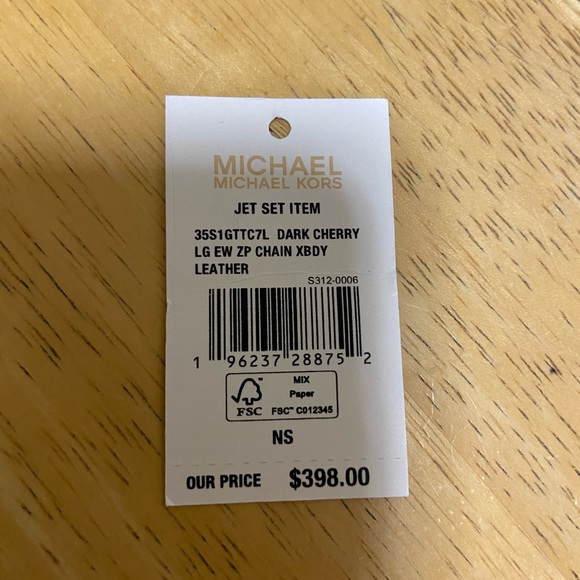 MICHAEL
MICHAEL KORS
JET SET ITEM
35S1GTTC7L DARK CHERRY
LG EW ZP CHAIN XBDY
LEATHER
S312-0006
1 96237 28875 2
FSC
MIX
Paper
FSC™ C012345
NS
OUR PRICE $398.00